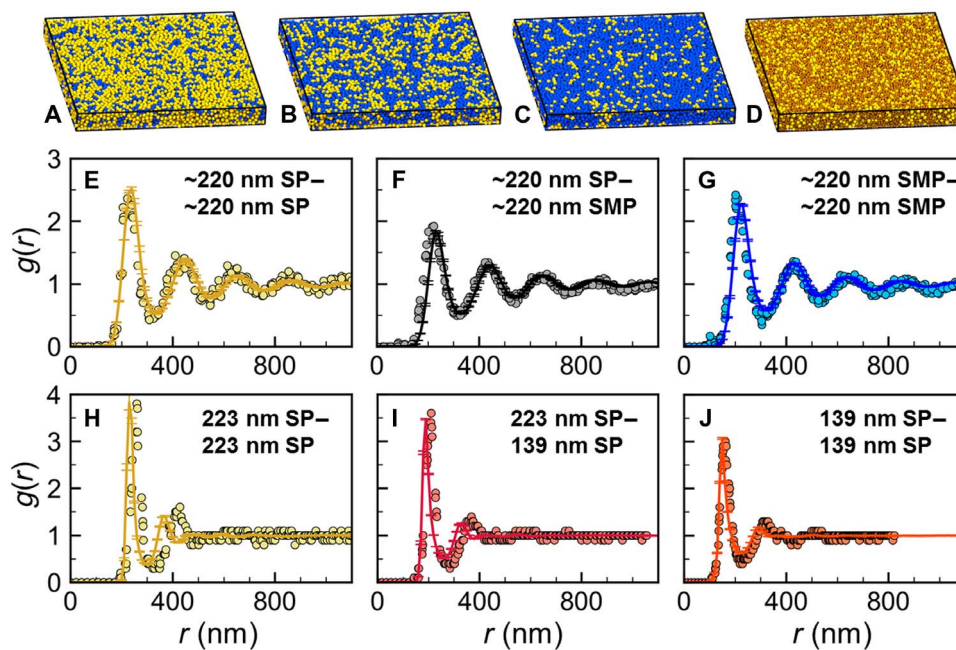 A B C D
E ~220 nm SP–
~220 nm SP
F ~220 nm SP–
~220 nm SMP
G ~220 nm SMP–
~220 nm SMP
g(r)
3
2
1
0
0 400 800 0 400 800 0 400 800
H 223 nm SP–
223 nm SP
I 223 nm SP–
139 nm SP
J 139 nm SP–
139 nm SP
g(r)
4
3
2
1
0
0 400 800 0 400 800 0 400 800
r (nm) r (nm) r (nm)